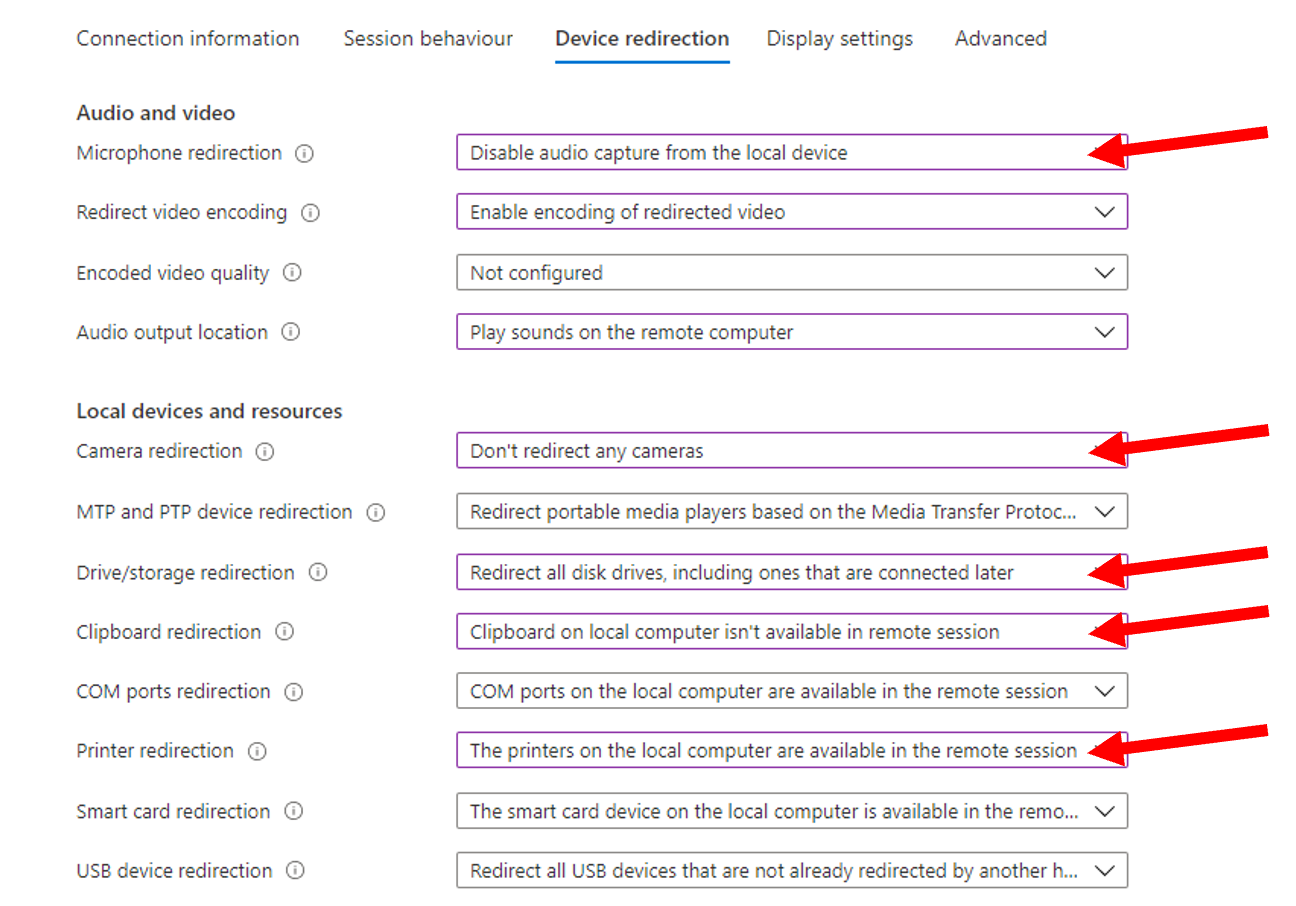 Connection information Session behaviour Device redirection Display settings Advanced
Audio and video
Microphone redirection Disable audio capture from the local device
Redirect video encoding Enable encoding of redirected video
Encoded video quality Not configured
Audio output location Play sounds on the remote computer
Local devices and resources
Camera redirection Don't redirect any cameras
MTP and PTP device redirection Redirect portable media players based on the Media Transfer Protoc...
Drive/storage redirection Redirect all disk drives, including ones that are connected later
Clipboard redirection Clipboard on local computer isn't available in remote session
COM ports redirection COM ports on the local computer are available in the remote session
Printer redirection The printers on the local computer are available in the remote session
Smart card redirection The smart card device on the local computer is available in the remo...
USB device redirection Redirect all USB devices that are not already redirected by another h...